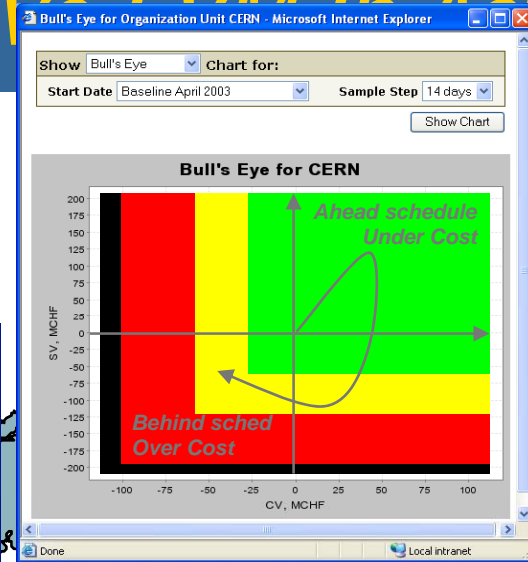 Bull's Eye for Organization Unit CERN - Microsoft Internet Explorer
Show Bull's Eye Chart for:
Start Date Baseline April 2003 Sample Step 14 days
Show Chart
Bull's Eye for CERN
Ahead schedule
Under Cost
200
175
150
125
100
75
50
25
0
-25
-50
-75
-100
-125
-150
-175
-200
SV, MCHF
Behind sched
Over Cost
-100 -75 -50 -25 0 25 50 75 100
CV, MCHF
Done Local intranet